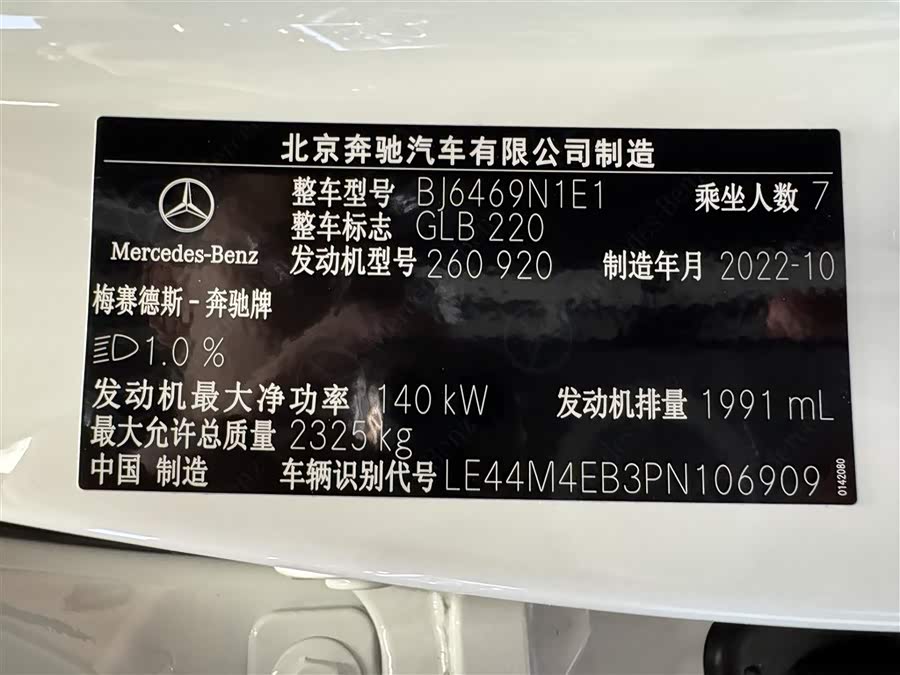 北京奔驰汽车有限公司制造
整车型号 BJ6469N1E1 乘坐人数 7
整车标志 GLB 220
Mercedes-Benz
发动机型号 260 920 制造年月 2022-10
梅赛德斯-奔驰牌
1.0 %
发动机最大净功率 140 kW 发动机排量 1991 mL
最大允许总质量 2325 kg
中国 制造 车辆识别代号 LE44M4EB3PN106909
0142080